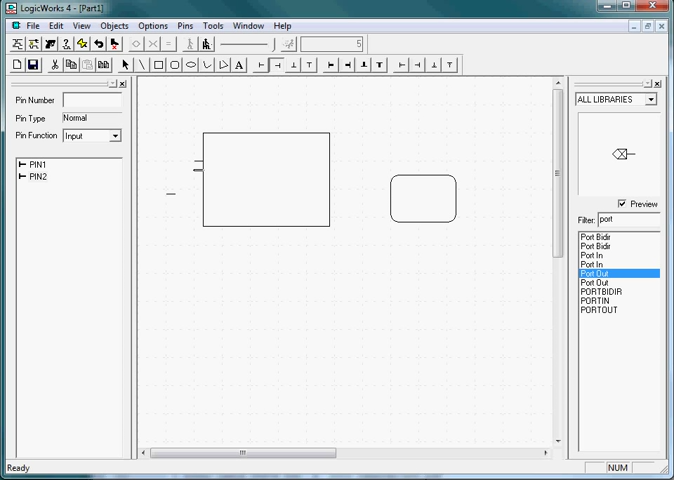 LogicWorks 4 - [Part1]
File Edit View Objects Options Pins Tools Window Help
5
A
Pin Number
Pin Type Normal
Pin Function Input
PIN1
PIN2
ALL LIBRARIES
Preview
Filter: port
Port Bidir
Port Bidir
Port In
Port In
Port Out
Port Out
PORTBIDIR
PORTIN
PORTOUT
Ready
NUM